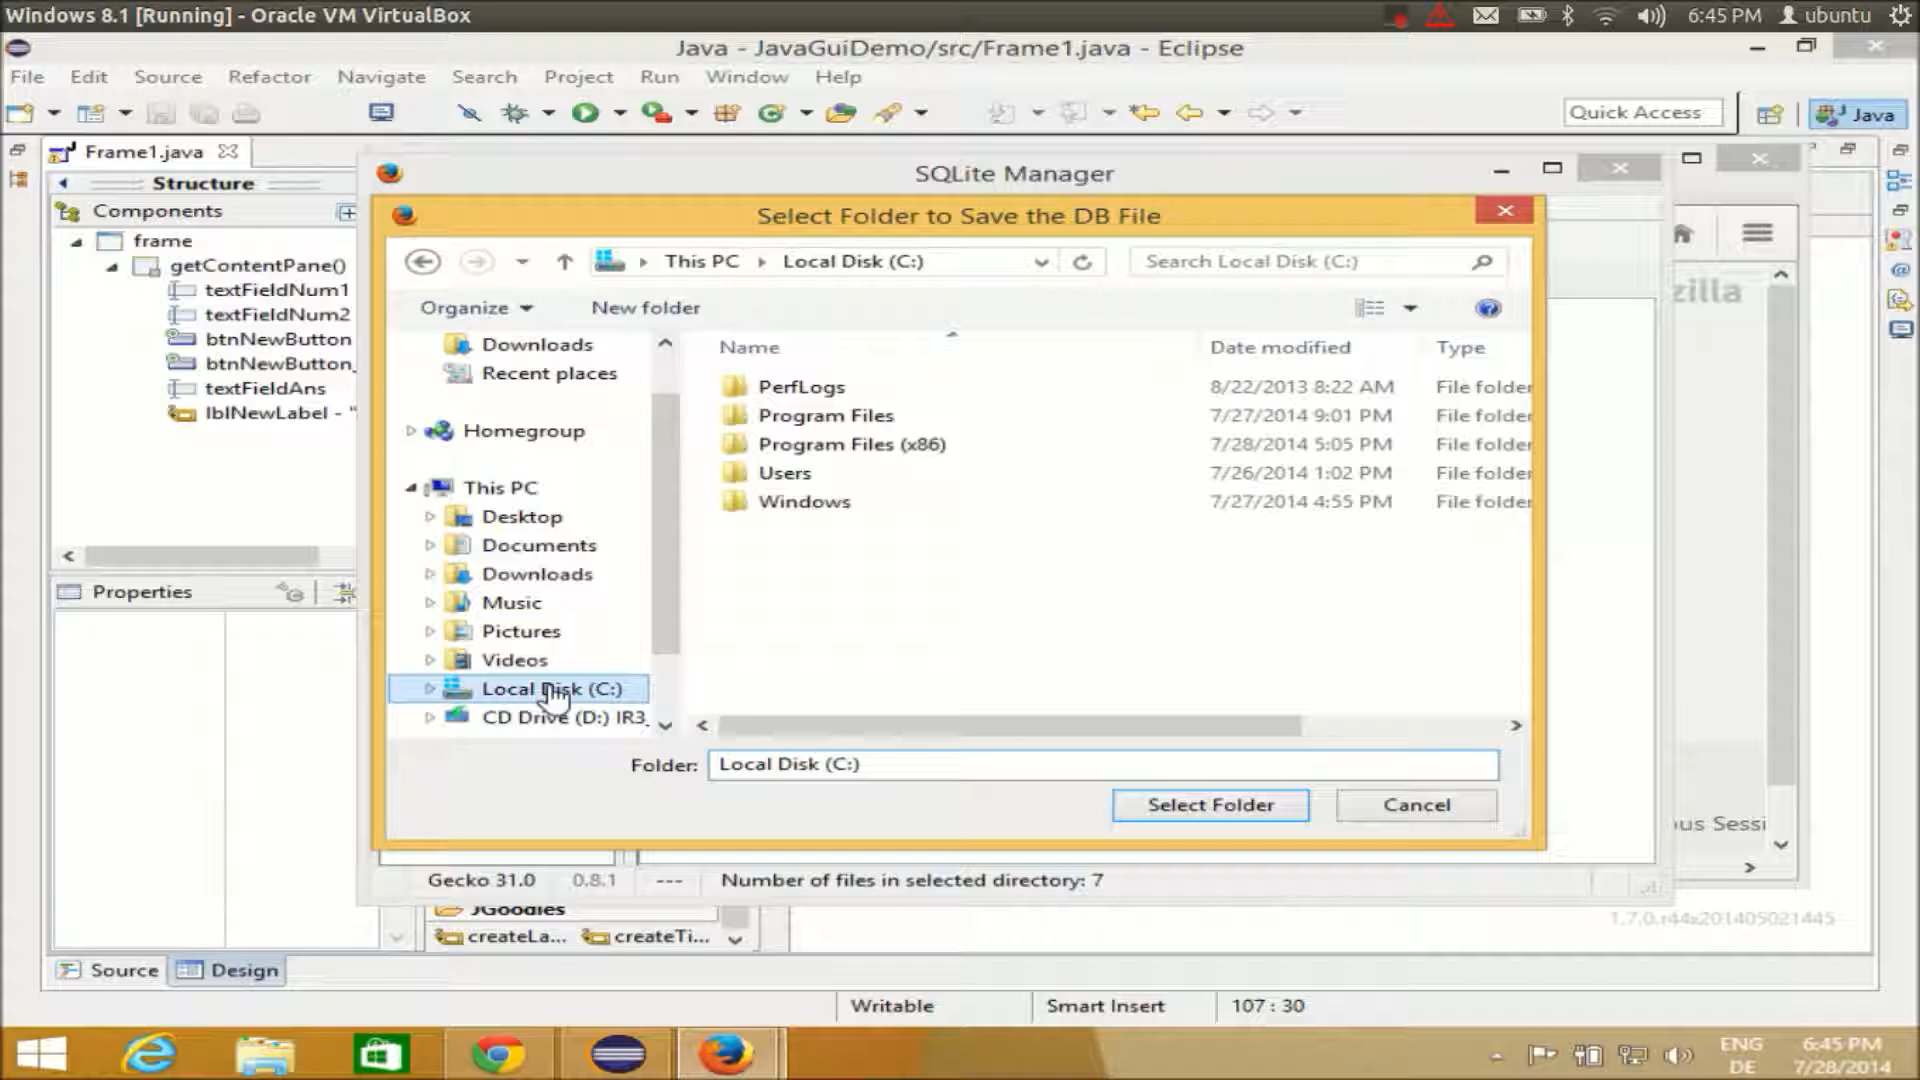 Windows 8.1 [Running] - Oracle VM VirtualBox
6:45 PM
ubuntu
Java - JavaGuiDemo/src/Frame1.java - Eclipse
File Edit Source Refactor Navigate Search Project Run Window Help
Quick Access
Java
Frame1.java
Structure
Components
frame
getContentPane()
textFieldNum1
textFieldNum2
btnNewButton
btnNewButton_
textFieldAns
lblNewLabel - "
Properties
SQLite Manager
Select Folder to Save the DB File
This PC
Local Disk (C:)
Search Local Disk (C:)
Organize
New folder
Downloads
Recent places
Homegroup
This PC
Desktop
Documents
Downloads
Music
Pictures
Videos
Local Disk (C:)
CD Drive (D:) IR3_
Name Date modified Type
PerfLogs 8/22/2013 8:22 AM File folder
Program Files 7/27/2014 9:01 PM File folder
Program Files (x86) 7/28/2014 5:05 PM File folder
Users 7/26/2014 1:02 PM File folder
Windows 7/27/2014 4:55 PM File folder
Folder: Local Disk (C:)
Select Folder
Cancel
zilla
us Sessi
Gecko 31.0 0.8.1 --- Number of files in selected directory: 7
JGoodies
createLa... createTi...
1.7.0.r44x201405021445
Source Design
Writable Smart Insert 107 : 30
ENG
DE
6:45 PM
7/28/2014